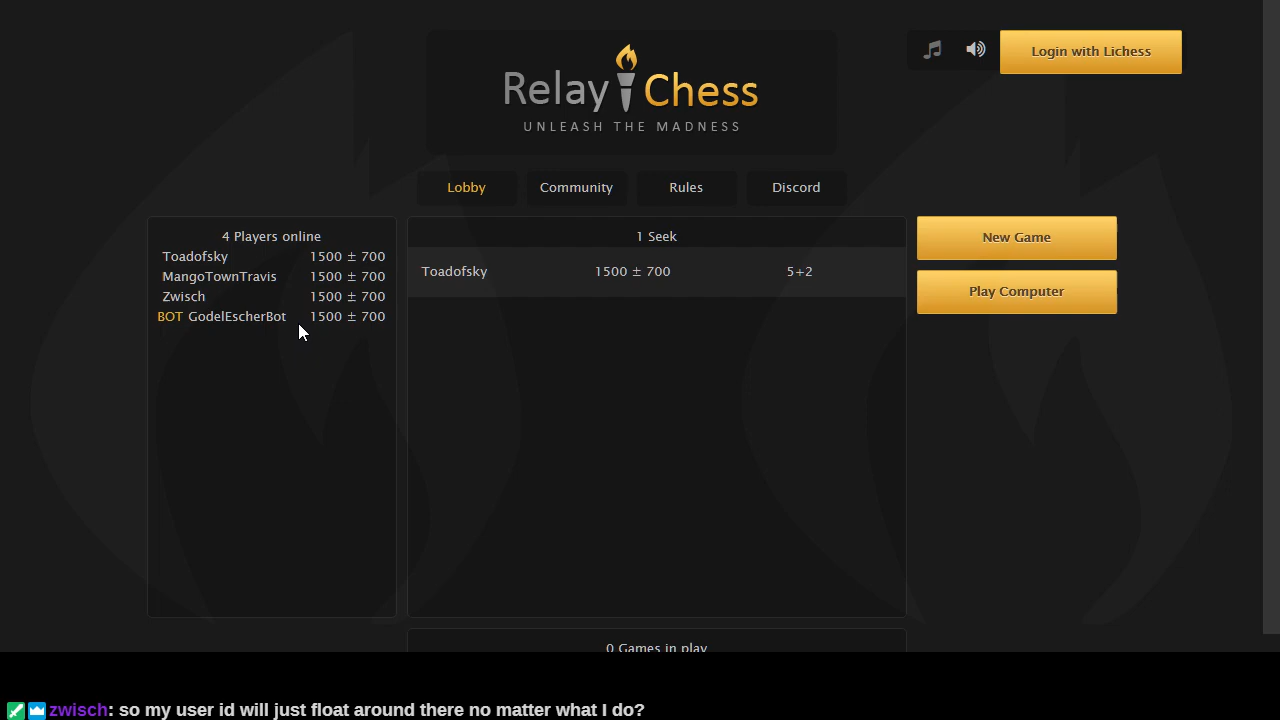 Relay Chess
UNLEASH THE MADNESS
Login with Lichess
Lobby Community Rules Discord
4 Players online
Toadofsky 1500 ± 700
MangoTownTravis 1500 ± 700
Zwisch 1500 ± 700
BOT GodelEscherBot 1500 ± 700
1 Seek
Toadofsky 1500 ± 700 5+2
New Game
Play Computer
0 Games in play
zwisch: so my user id will just float around there no matter what I do?